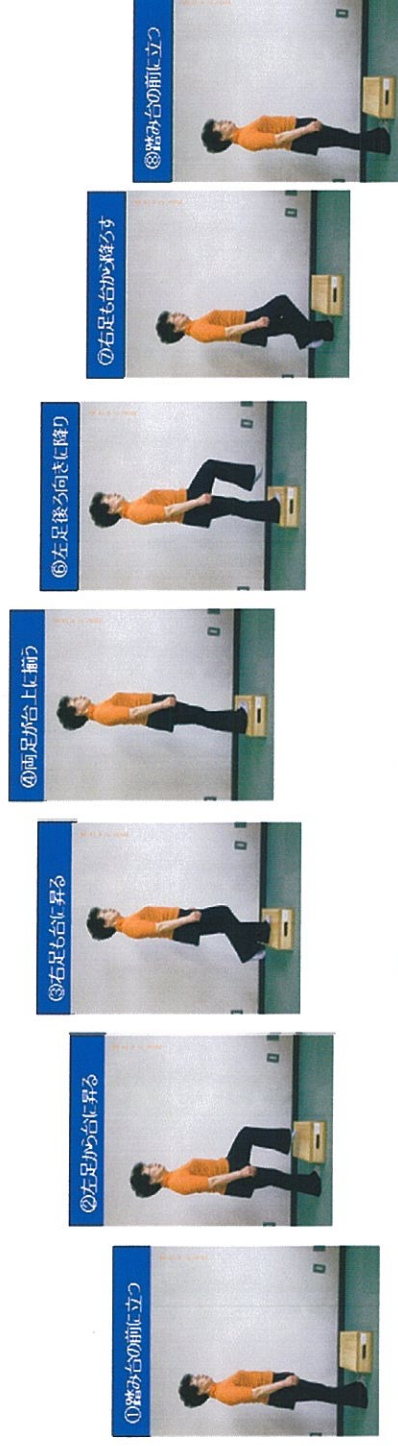 ①踏み台の前に立つ
②左足から台に昇る
③右足も台に昇る
④両足が台上に揃う
⑥左足後ろ向きに降り
⑦右足も台から降ろす
⑧踏み台の前に立つ